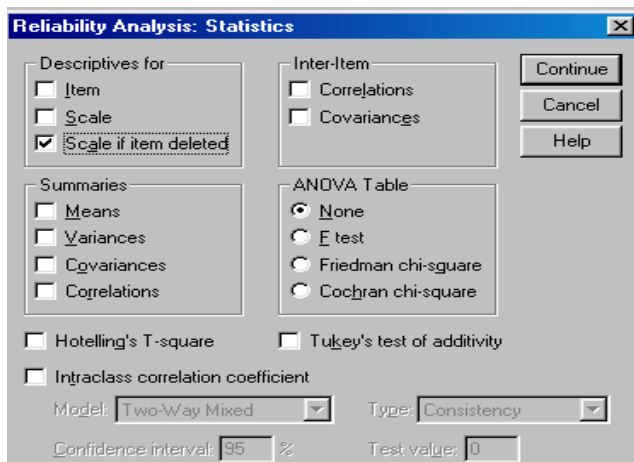 Reliability Analysis: Statistics
Descriptives for
Item
Scale
Scale if item deleted
Inter-Item
Correlations
Covariances
Continue
Cancel
Help
Summaries
Means
Variances
Covariances
Correlations
ANOVA Table
None
F test
Friedman chi-square
Cochran chi-square
Hotelling's T-square
Tukey's test of additivity
Intraclass correlation coefficient
Model: Two-Way Mixed
Type: Consistency
Confidence interval: 95 %
Test value: 0